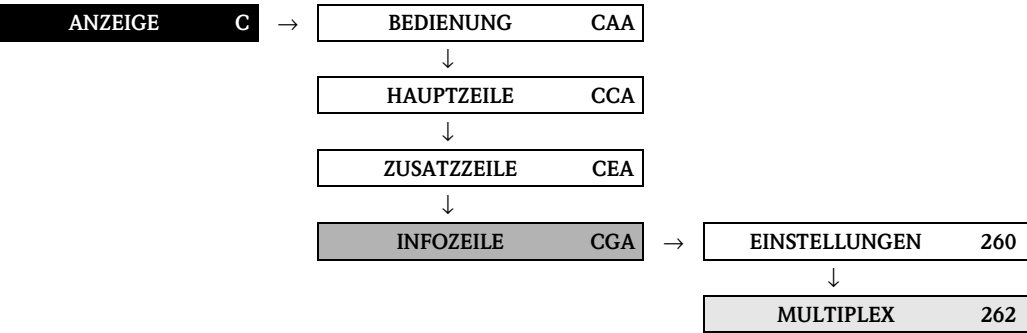 ANZEIGE C → BEDIENUNG CAA
↓
HAUPTZEILE CCA
↓
ZUSATZZEILE CEA
↓
INFOZEILE CGA → EINSTELLUNGEN 260
↓
MULTIPLEX 262